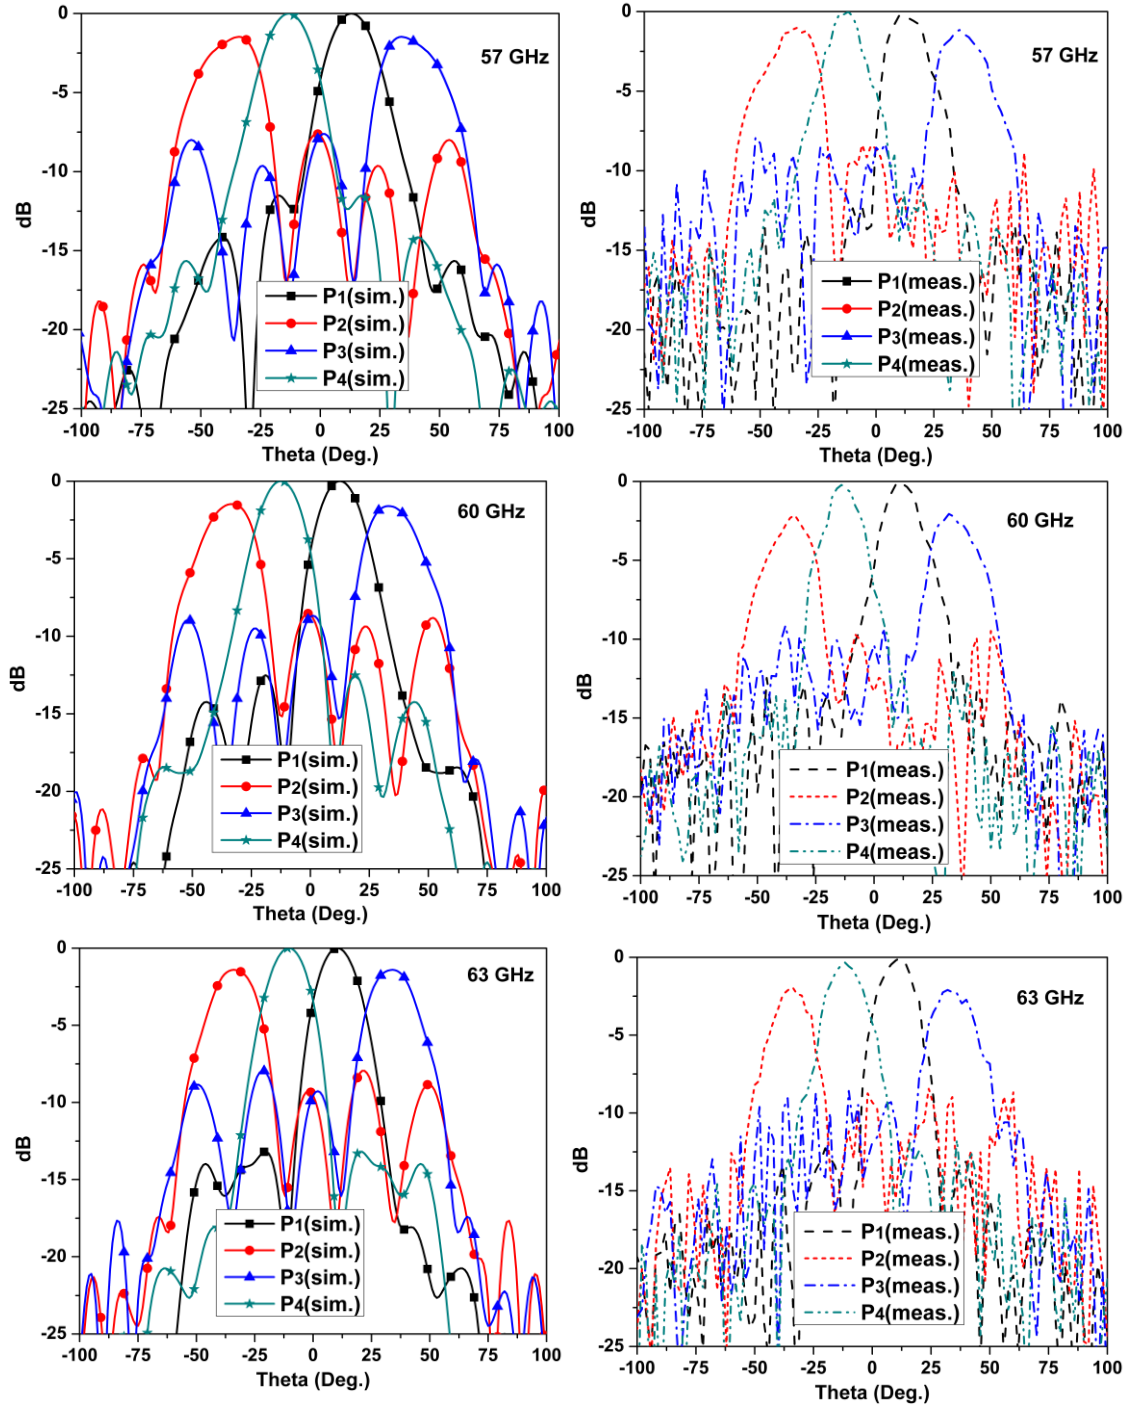 0
-5
-10
-15
-20
-25
dB
57 GHz
P1(sim.)
P2(sim.)
P3(sim.)
P4(sim.)
-100 -75 -50 -25 0 25 50 75 100
Theta (Deg.)
0
-5
-10
-15
-20
-25
dB
57 GHz
P1(meas.)
P2(meas.)
P3(meas.)
P4(meas.)
-100 -75 -50 -25 0 25 50 75 100
Theta (Deg.)
0
-5
-10
-15
-20
-25
dB
60 GHz
P1(sim.)
P2(sim.)
P3(sim.)
P4(sim.)
-100 -75 -50 -25 0 25 50 75 100
Theta (Deg.)
0
-5
-10
-15
-20
-25
dB
60 GHz
P1(meas.)
P2(meas.)
P3(meas.)
P4(meas.)
-100 -75 -50 -25 0 25 50 75 100
Theta (Deg.)
0
-5
-10
-15
-20
-25
dB
63 GHz
P1(sim.)
P2(sim.)
P3(sim.)
P4(sim.)
-100 -75 -50 -25 0 25 50 75 100
Theta (Deg.)
0
-5
-10
-15
-20
-25
dB
63 GHz
P1(meas.)
P2(meas.)
P3(meas.)
P4(meas.)
-100 -75 -50 -25 0 25 50 75 100
Theta (Deg.)